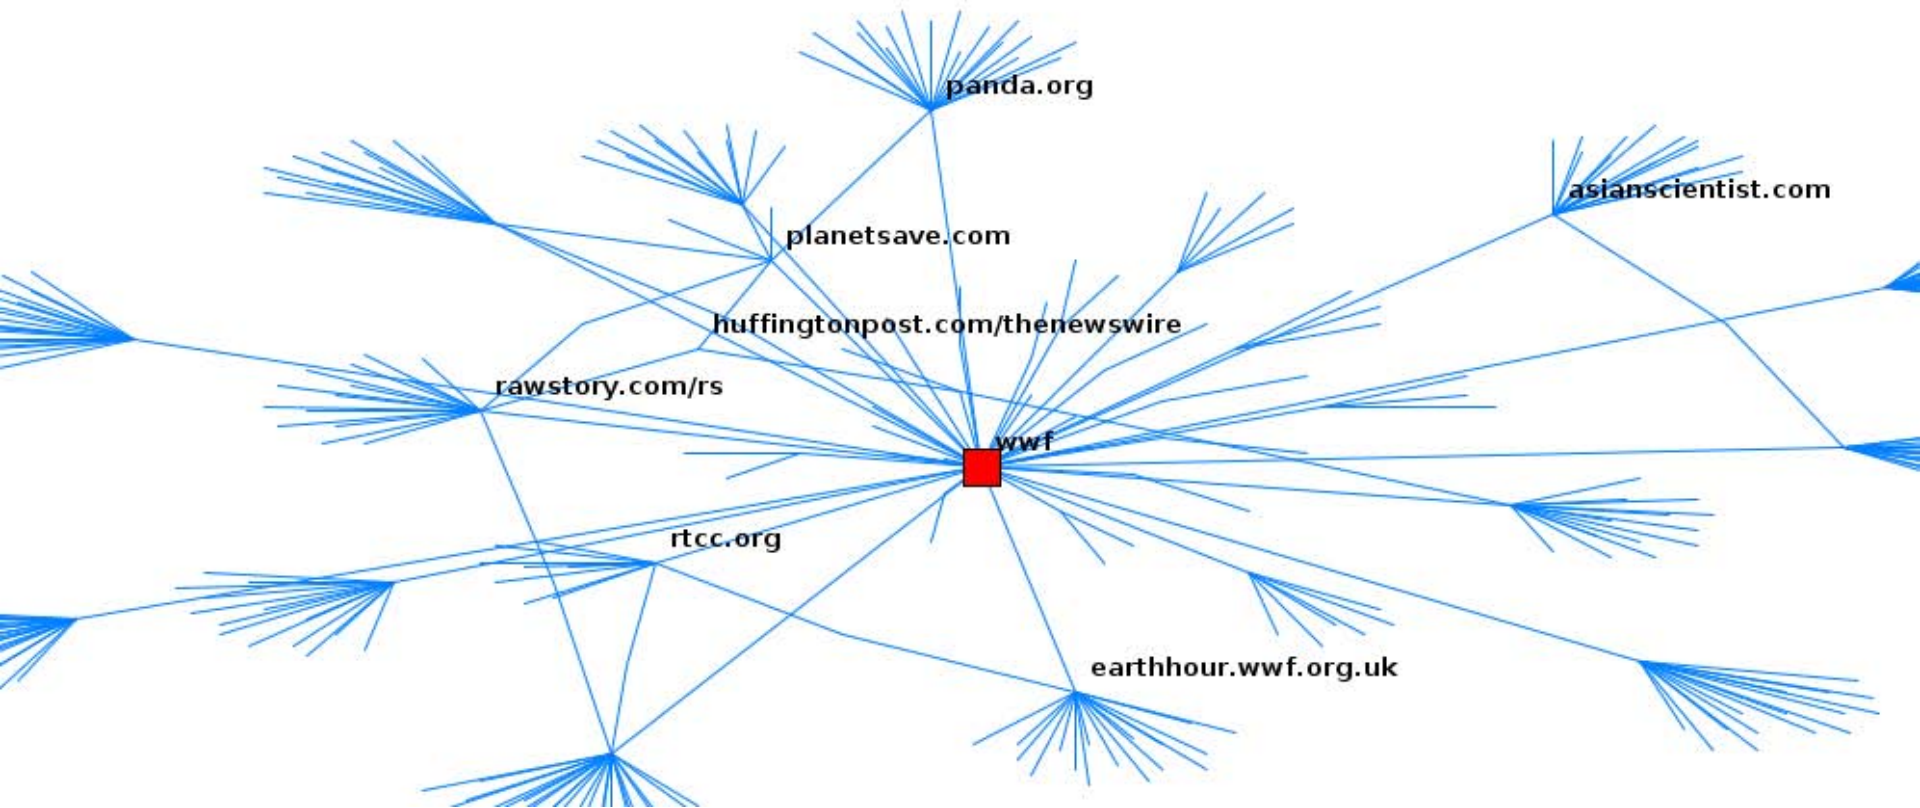 panda.org
asianscientist.com
planetsave.com
huffingtonpost.com/thenewswire
rawstory.com/rs
wwf
rtcc.org
earthhour.wwf.org.uk